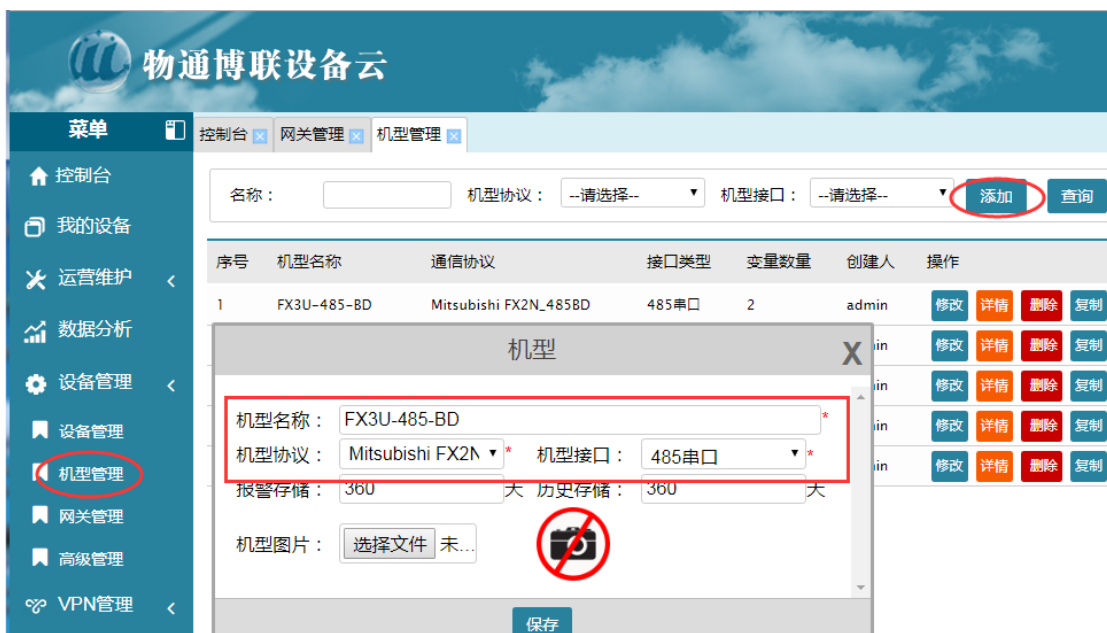 物通博联设备云
菜单
控制台 网关管理 机型管理
控制台
我的设备
运营维护
数据分析
设备管理
设备管理
机型管理
网关管理
高级管理
VPN管理
名称： 机型协议： --请选择-- 机型接口： --请选择-- 添加 查询
序号 机型名称 通信协议 接口类型 变量数量 创建人 操作
1 FX3U-485-BD Mitsubishi FX2N_485BD 485串口 2 admin 修改 详情 删除 复制
修改 详情 删除 复制
修改 详情 删除 复制
修改 详情 删除 复制
修改 详情 删除 复制
机型 X
机型名称： FX3U-485-BD *
机型协议： Mitsubishi FX2N * 机型接口： 485串口 *
报警存储： 360 天 历史存储： 360 天
机型图片： 选择文件 未...
保存